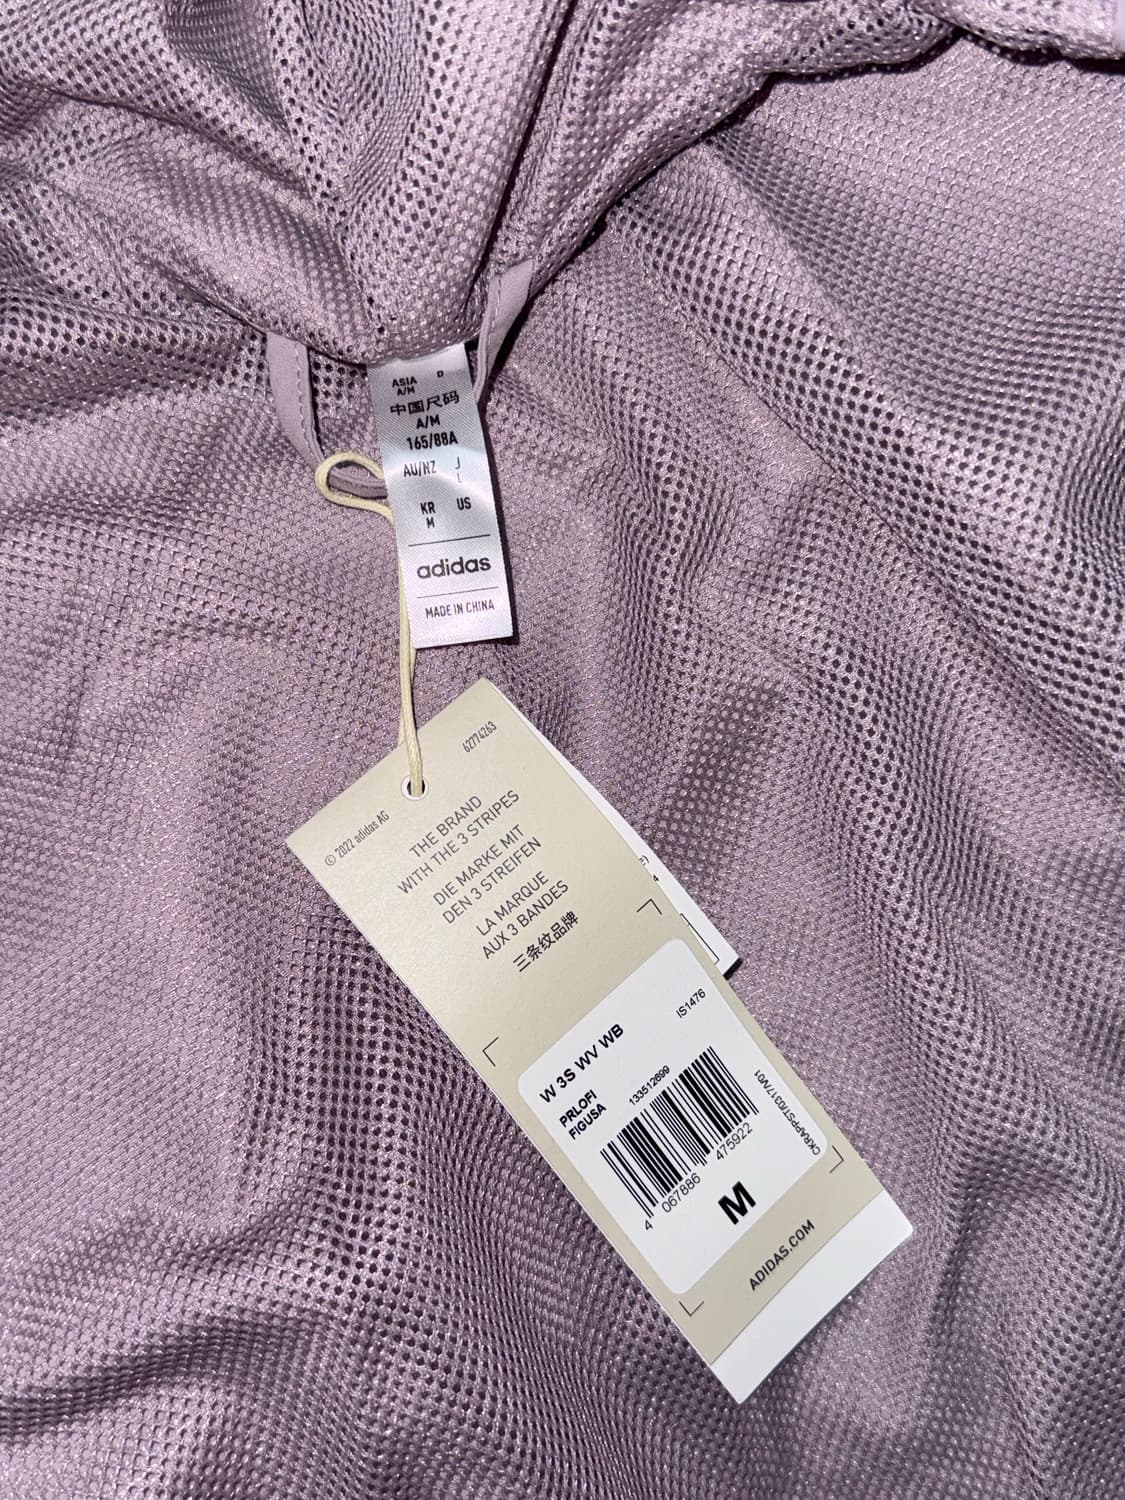 ASIA D
A/M
中国尺码
A/M
165/88A
AU/NZ J
L
KR US
M
adidas
MADE IN CHINA
62774263
© 2022 adidas AG
THE BRAND
WITH THE 3 STRIPES
DIE MARKE MIT
DEN 3 STREIFEN
LA MARQUE
AUX 3 BANDES
三条纹品牌
IS1476
W 3S WV WB
PRLOFI
FIGUSA
133512699
4 067886 475922
M
ADIDAS.COM